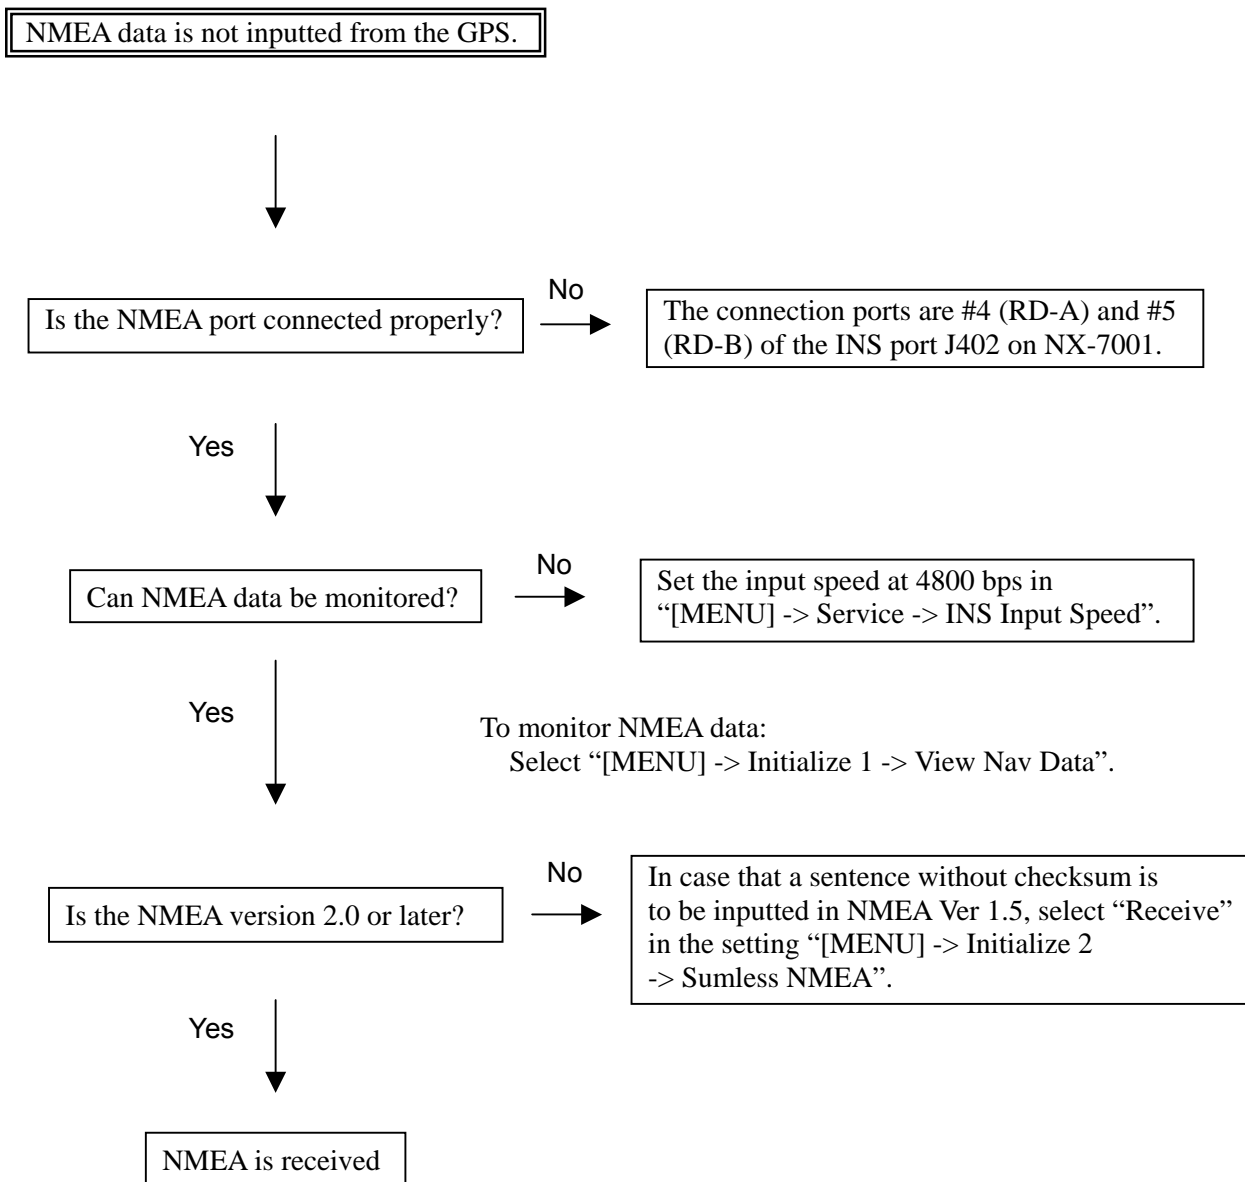 NMEA data is not inputted from the GPS.
Is the NMEA port connected properly?
No
The connection ports are #4 (RD-A) and #5
(RD-B) of the INS port J402 on NX-7001.
Yes
Can NMEA data be monitored?
No
Set the input speed at 4800 bps in
“[MENU] -> Service -> INS Input Speed”.
Yes
To monitor NMEA data:
Select “[MENU] -> Initialize 1 -> View Nav Data”.
Is the NMEA version 2.0 or later?
No
In case that a sentence without checksum is
to be inputted in NMEA Ver 1.5, select “Receive”
in the setting “[MENU] -> Initialize 2
-> Sumless NMEA”.
Yes
NMEA is received